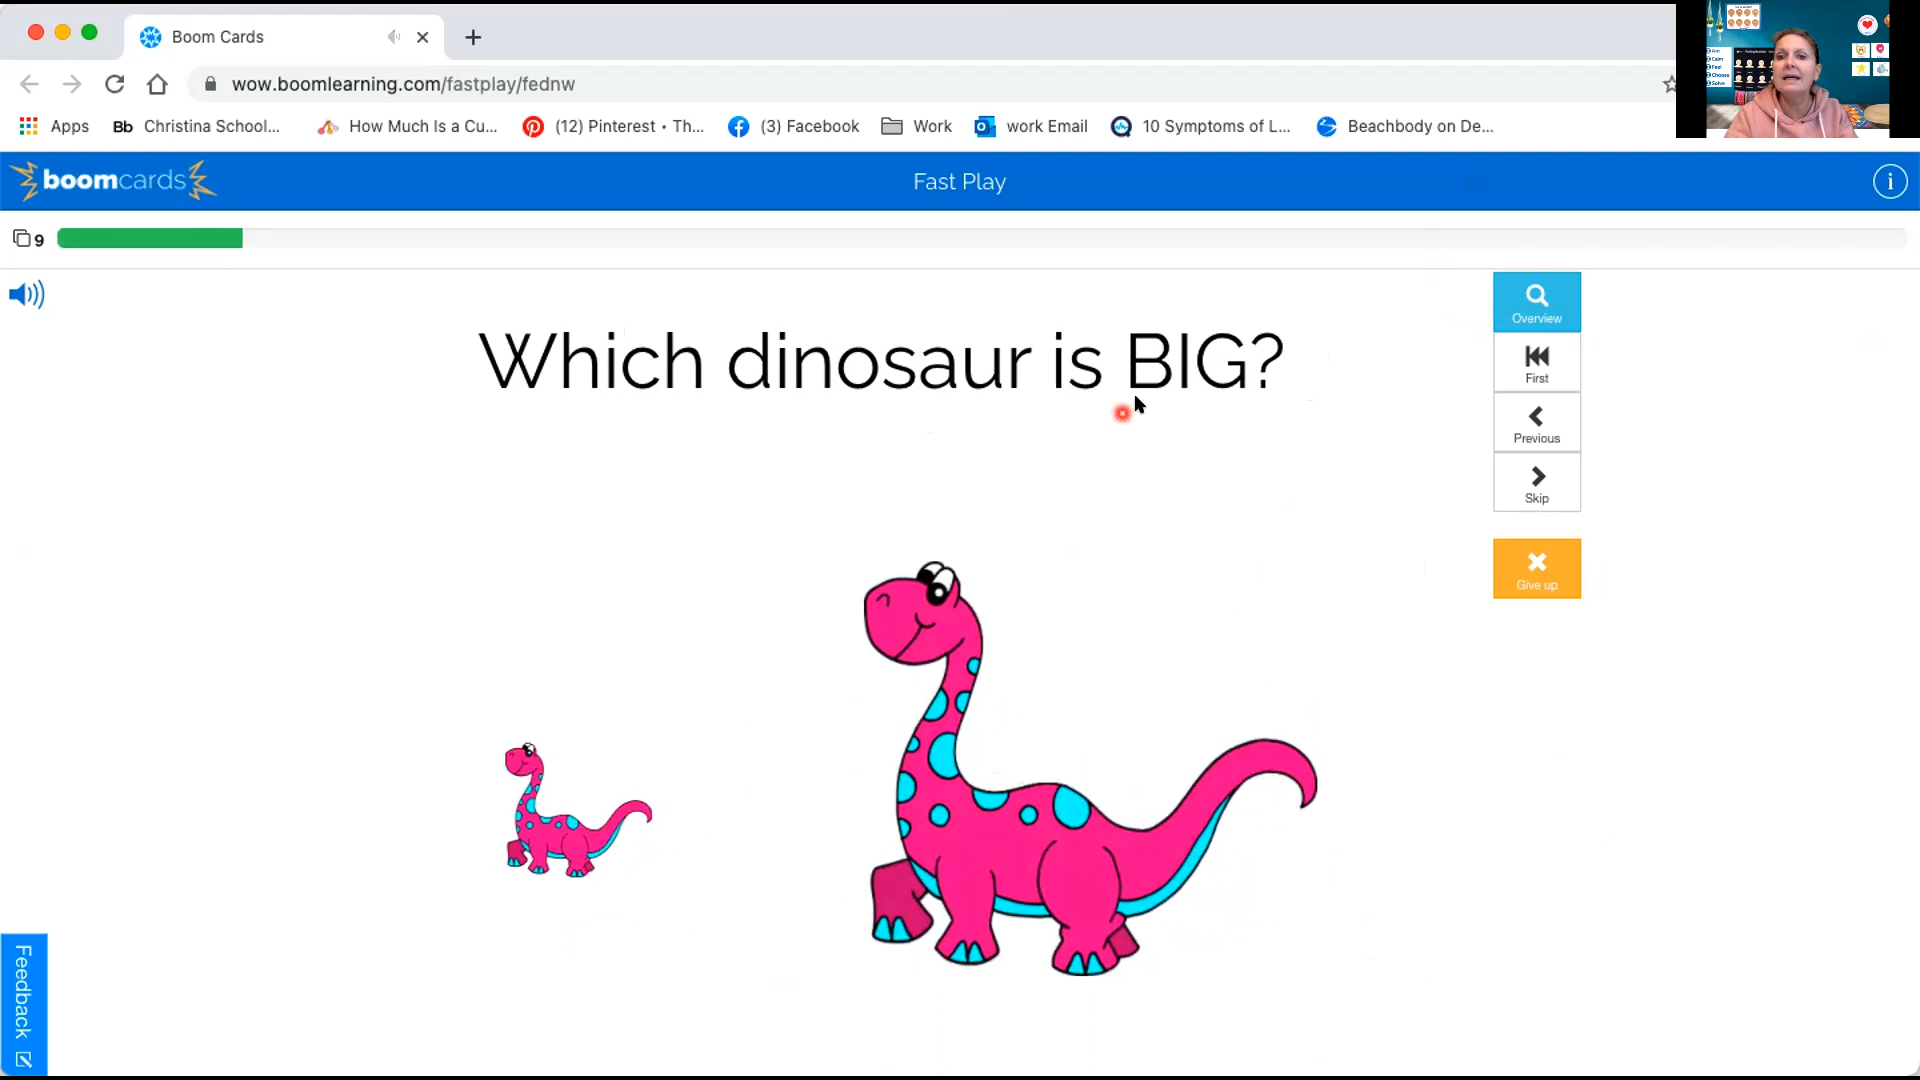 Boom Cards
wow.boomlearning.com/fastplay/fednw
Apps
Bb Christina School...
How Much Is a Cu...
(12) Pinterest • Th...
(3) Facebook
Work
work Email
10 Symptoms of L...
Beachbody on De...
boomcards
Fast Play
i
9
Which dinosaur is BIG?
Overview
First
Previous
Skip
Give up
Feedback